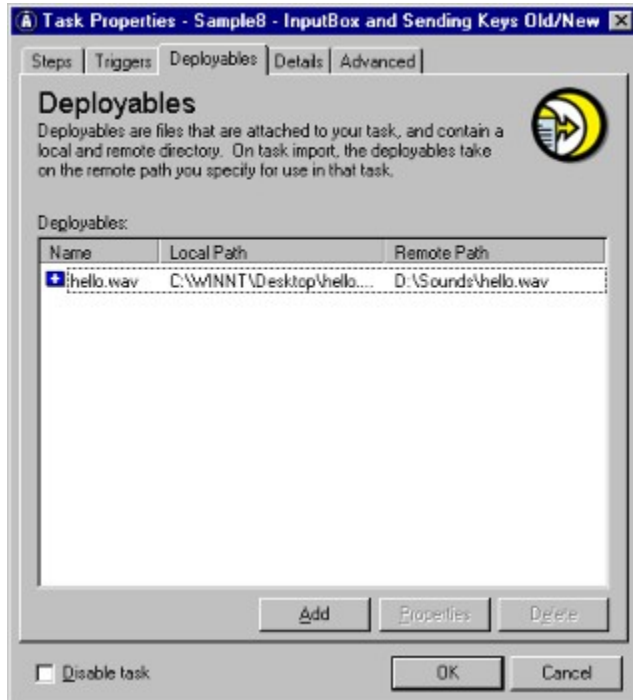 Task Properties - Sample8 - InputBox and Sending Keys Old/New
Steps Triggers Deployables Details Advanced
Deployables
Deployables are files that are attached to your task, and contain a
local and remote directory. On task import, the deployables take
on the remote path you specify for use in that task.
Deployables:
Name Local Path Remote Path
hello.wav C:\WINNT\Desktop\hello.... D:\Sounds\hello.wav
Add Properties Delete
Disable task OK Cancel